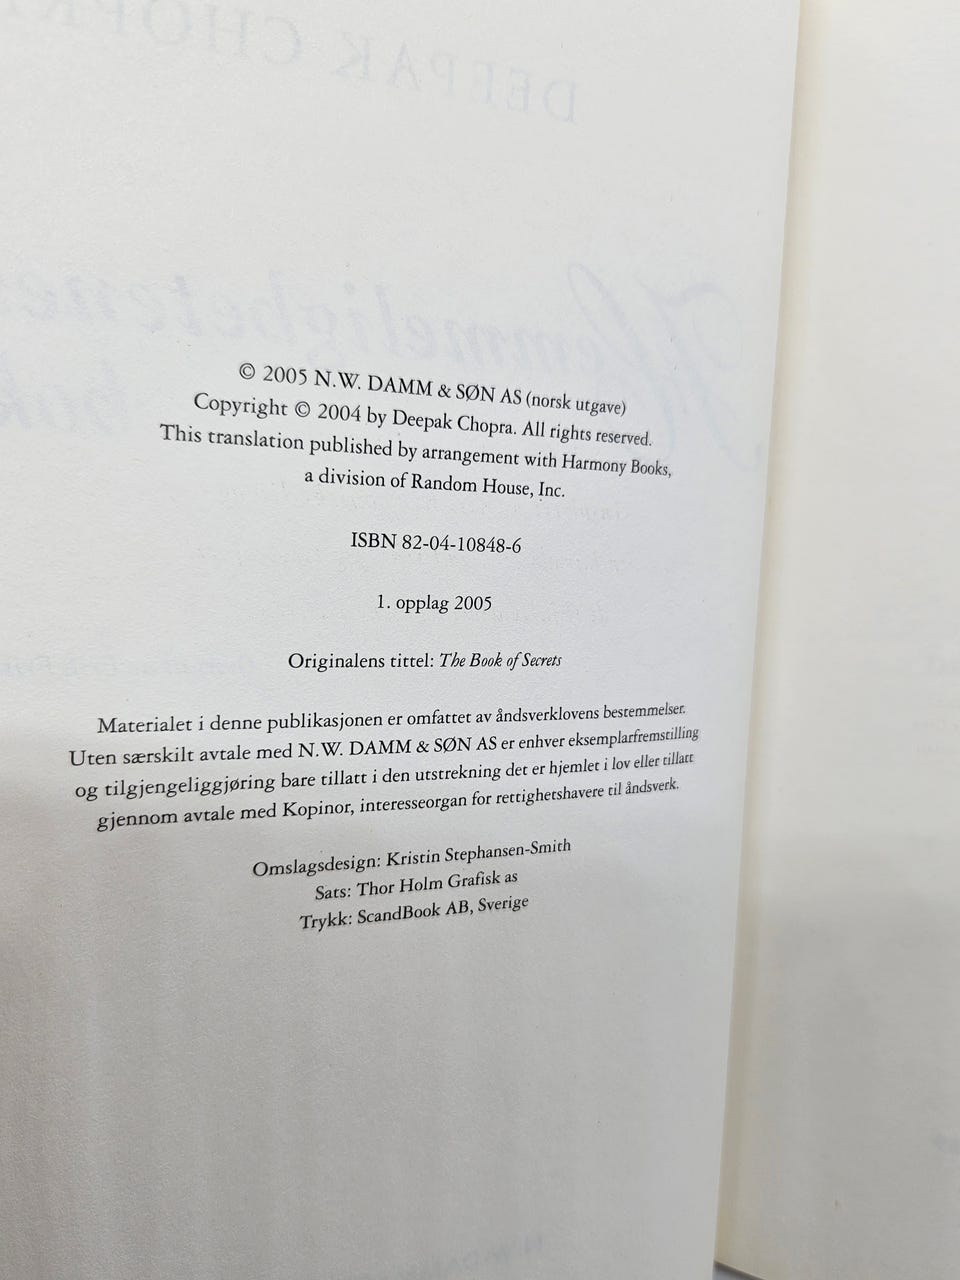 © 2005 N.W. DAMM & SØN AS (norsk utgave)
Copyright © 2004 by Deepak Chopra. All rights reserved.
This translation published by arrangement with Harmony Books,
a division of Random House, Inc.
ISBN 82-04-10848-6
1. opplag 2005
Originalens tittel: The Book of Secrets
Materialet i denne publikasjonen er omfattet av åndsverklovens bestemmelser.
Uten særskilt avtale med N.W. DAMM & SØN AS er enhver eksemplarfremstilling
og tilgjengeliggjøring bare tillatt i den utstrekning det er hjemlet i lov eller tillatt
gjennom avtale med Kopinor, interesseorgan for rettighetshavere til åndsverk.
Omslagsdesign: Kristin Stephansen-Smith
Sats: Thor Holm Grafisk as
Trykk: ScandBook AB, Sverige